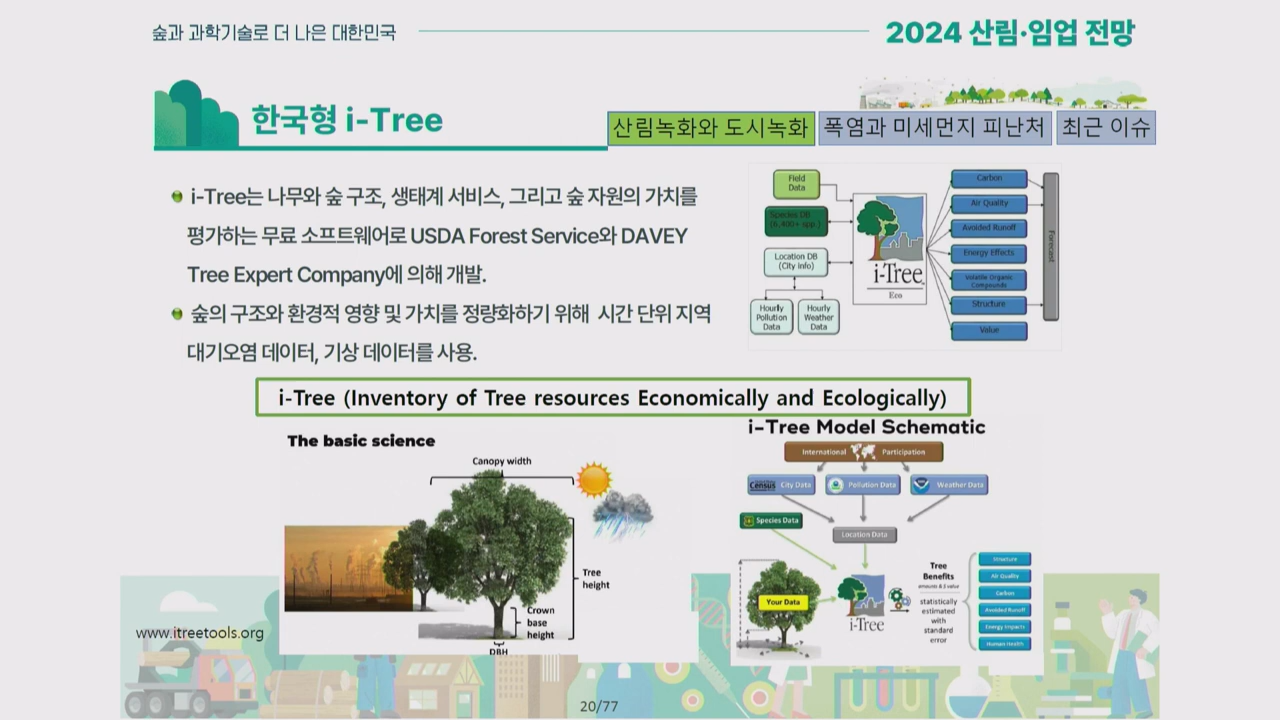 숲과 과학기술로 더 나은 대한민국
2024 산림·임업 전망
한국형 i-Tree
산림녹화와 도시녹화
폭염과 미세먼지 피난처
최근 이슈
i-Tree는 나무와 숲 구조, 생태계 서비스, 그리고 숲 자원의 가치를
평가하는 무료 소프트웨어로 USDA Forest Service와 DAVEY
Tree Expert Company에 의해 개발.
숲의 구조와 환경적 영향 및 가치를 정량화하기 위해 시간 단위 지역
대기오염 데이터, 기상 데이터를 사용.
Field
Data
Species DB
(6,400+ spp.)
Location DB
(City Info)
Hourly
Pollution
Data
Hourly
Weather
Data
i-Tree
Eco
Carbon
Air Quality
Avoided Runoff
Energy Effects
Volatile Organic
Compounds
Structure
Value
Forecast
i-Tree (Inventory of Tree resources Economically and Ecologically)
The basic science
Canopy width
Tree
height
Crown
base
height
DBH
i-Tree Model Schematic
International Participation
Census City Data
Pollution Data
Weather Data
Species Data
Location Data
Your Data
i-Tree
Tree
Benefits
amounts & $ value
statistically
estimated
with
standard
error
Structure
Air Quality
Carbon
Avoided Runoff
Energy Impacts
Human Health
www.itreetools.org
20/77